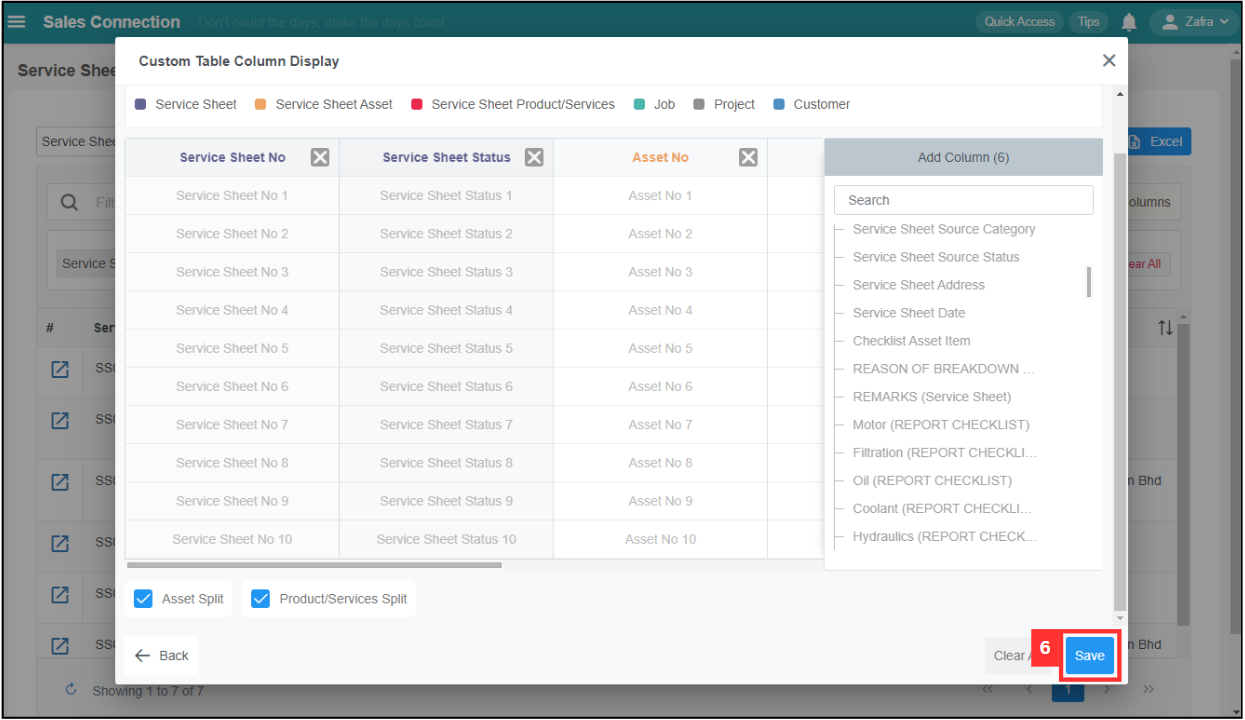 Sales Connection Don't count the days, make the days count. Quick Access Tips Zafra
Service Shee
Custom Table Column Display
Service Sheet Service Sheet Asset Service Sheet Product/Services Job Project Customer
Service Shee Excel
Service Sheet No Service Sheet Status Asset No Add Column (6)
Service Sheet No 1 Service Sheet Status 1 Asset No 1
Search
Filt olumns
Service Sheet No 2 Service Sheet Status 2 Asset No 2
Service Sheet Source Category
Service Sheet Source Status
Service S ear All
Service Sheet No 3 Service Sheet Status 3 Asset No 3
Service Sheet Address
Service Sheet No 4 Service Sheet Status 4 Asset No 4
Service Sheet Date
# Ser
Checklist Asset Item
Service Sheet No 5 Service Sheet Status 5 Asset No 5
SS0 REASON OF BREAKDOWN ...
Service Sheet No 6 Service Sheet Status 6 Asset No 6
REMARKS (Service Sheet)
SS0 Service Sheet No 7 Service Sheet Status 7 Asset No 7 Motor (REPORT CHECKLIST)
Filtration (REPORT CHECKLI...
Service Sheet No 8 Service Sheet Status 8 Asset No 8
SS0 Oil (REPORT CHECKLIST) n Bhd
Service Sheet No 9 Service Sheet Status 9 Asset No 9
Coolant (REPORT CHECKLI...
Service Sheet No 10 Service Sheet Status 10 Asset No 10 Hydraulics (REPORT CHECK...
SS0
SS0 Asset Split Product/Services Split
SS0 n Bhd
Back Clear A 6 Save
Showing 1 to 7 of 7 << < 1 > >>